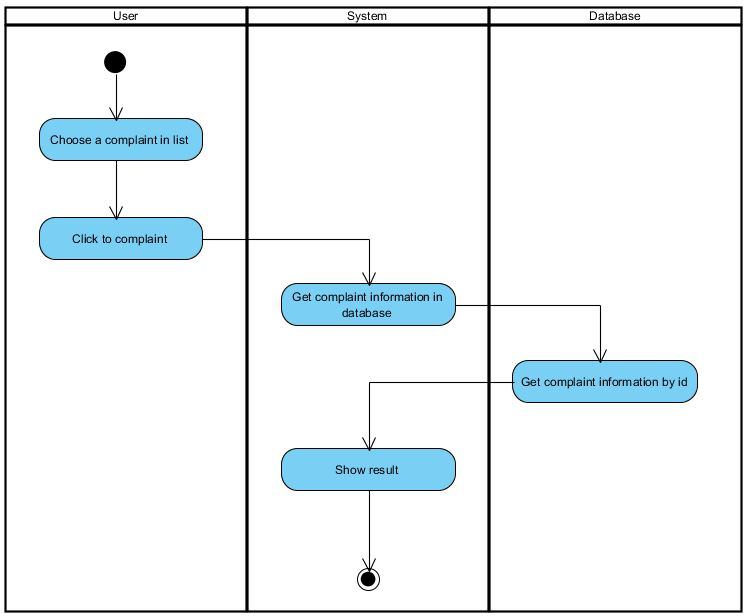 User
System
Database
Choose a complaint in list
Click to complaint
Get complaint information in
database
Get complaint information by id
Show result